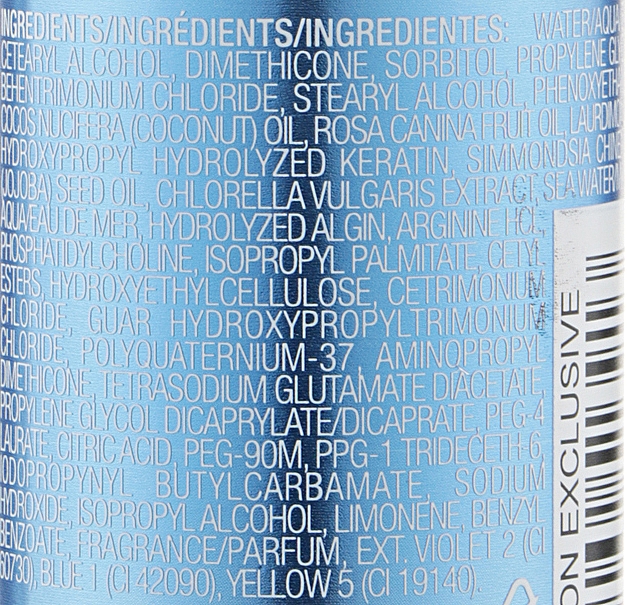 INGREDIENTS/INGRÉDIENTS/INGREDIENTES: WATER/AQUA
CETEARYL ALCOHOL, DIMETHICONE, SORBITOL, PROPYLENE GL
BEHENTRIMONIUM CHLORIDE, STEARYL ALCOHOL, PHENOXYETH
COCOS NUCIFERA (COCONUT) OIL, ROSA CANINA FRUIT OIL, LAURDIMO
HYDROXYPROPYL HYDROLYZED KERATIN, SIMMONDSIA CHINE
(JOJOBA) SEED OIL, CHLORELLA VULGARIS EXTRACT, SEA WATER/
AQUA/EAU DE MER, HYDROLYZED ALGIN, ARGININE HCL,
PHOSPHATIDYLCHOLINE, ISOPROPYL PALMITATE, CETYL
ESTERS, HYDROXYETHYLCELLULOSE, CETRIMONIUM
CHLORIDE, GUAR HYDROXYPROPYLTRIMONIUM
CHLORIDE, POLYQUATERNIUM-37, AMINOPROPYL
DIMETHICONE, TETRASODIUM GLUTAMATE DIACETATE,
PROPYLENE GLYCOL DICAPRYLATE/DICAPRATE, PEG-4
LAURATE, CITRIC ACID, PEG-90M, PPG-1 TRIDECETH-6,
IODOPROPYNYL BUTYLCARBAMATE, SODIUM
HYDROXIDE, ISOPROPYL ALCOHOL, LIMONENE, BENZYL
BENZOATE, FRAGRANCE/PARFUM, EXT. VIOLET 2 (CI
60730), BLUE 1 (CI 42090), YELLOW 5 (CI 19140).
ON EXCLUSIVE